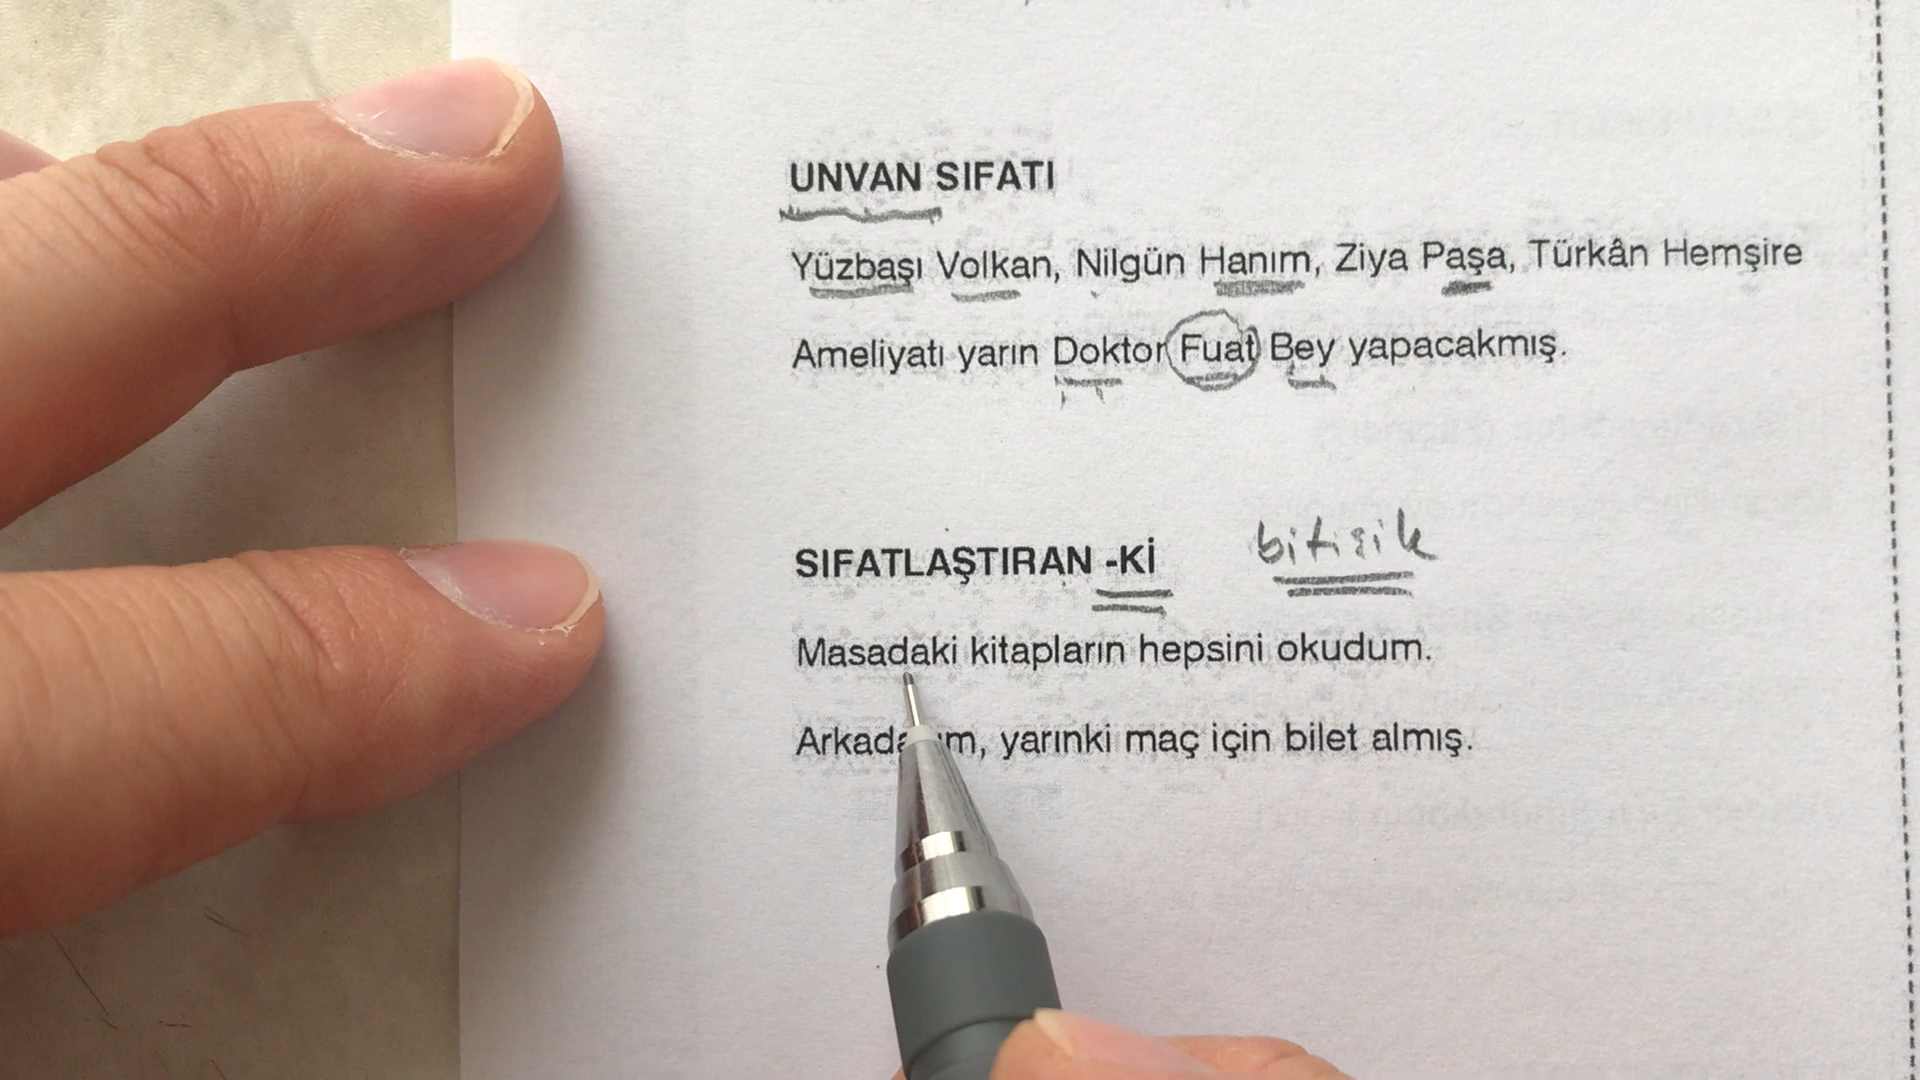 UNVAN SIFATI
Yüzbaşı Volkan, Nilgün Hanım, Ziya Paşa, Türkân Hemşire
Ameliyatı yarın Doktor Fuat Bey yapacakmış.
SIFATLAŞTIRAN -Kİ bitişik
Masadaki kitapların hepsini okudum.
yarınki maç için bilet almış.